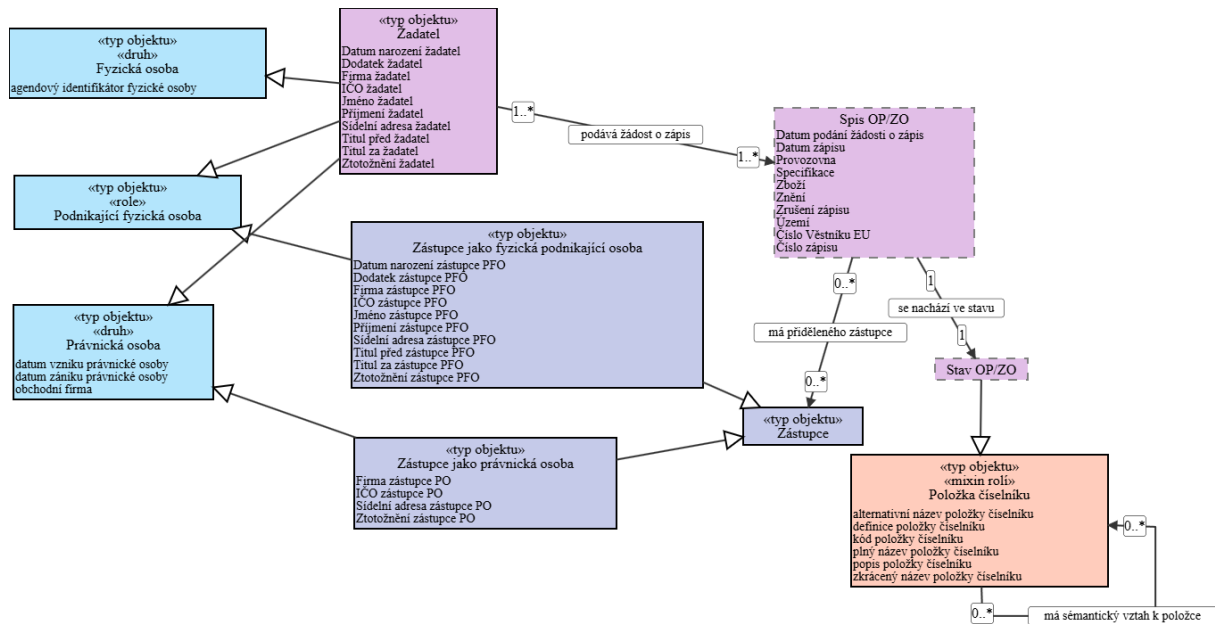 «typ objektu»
«druh»
Fyzická osoba
agendový identifikátor fyzické osoby
«typ objektu»
Žadatel
Datum narození žadatel
Dodatek žadatel
Firma žadatel
IČO žadatel
Jméno žadatel
Příjmení žadatel
Sídelní adresa žadatel
Titul před žadatel
Titul za žadatel
Ztotožnění žadatel
1..*
podává žádost o zápis
1..*
Spis OP/ZO
Datum podání žádosti o zápis
Datum zápisu
Provozovna
Specifikace
Zboží
Znění
Zrušení zápisu
Území
Číslo Věstníku EU
Číslo zápisu
«typ objektu»
«role»
Podnikající fyzická osoba
«typ objektu»
Zástupce jako fyzická podnikající osoba
Datum narození zástupce PFO
Dodatek zástupce PFO
Firma zástupce PFO
IČO zástupce PFO
Jméno zástupce PFO
Příjmení zástupce PFO
Sídelní adresa zástupce PFO
Titul před zástupce PFO
Titul za zástupce PFO
Ztotožnění zástupce PFO
0..*
má přiděleného zástupce
0..*
1
se nachází ve stavu
1
Stav OP/ZO
«typ objektu»
«druh»
Právnická osoba
datum vzniku právnické osoby
datum zániku právnické osoby
obchodní firma
«typ objektu»
Zástupce
«typ objektu»
Zástupce jako právnická osoba
Firma zástupce PO
IČO zástupce PO
Sídelní adresa zástupce PO
Ztotožnění zástupce PO
«typ objektu»
«mixin rolí»
Položka číselníku
alternativní název položky číselníku
definice položky číselníku
kód položky číselníku
plný název položky číselníku
popis položky číselníku
zkrácený název položky číselníku
0..*
0..*
má sémantický vztah k položce